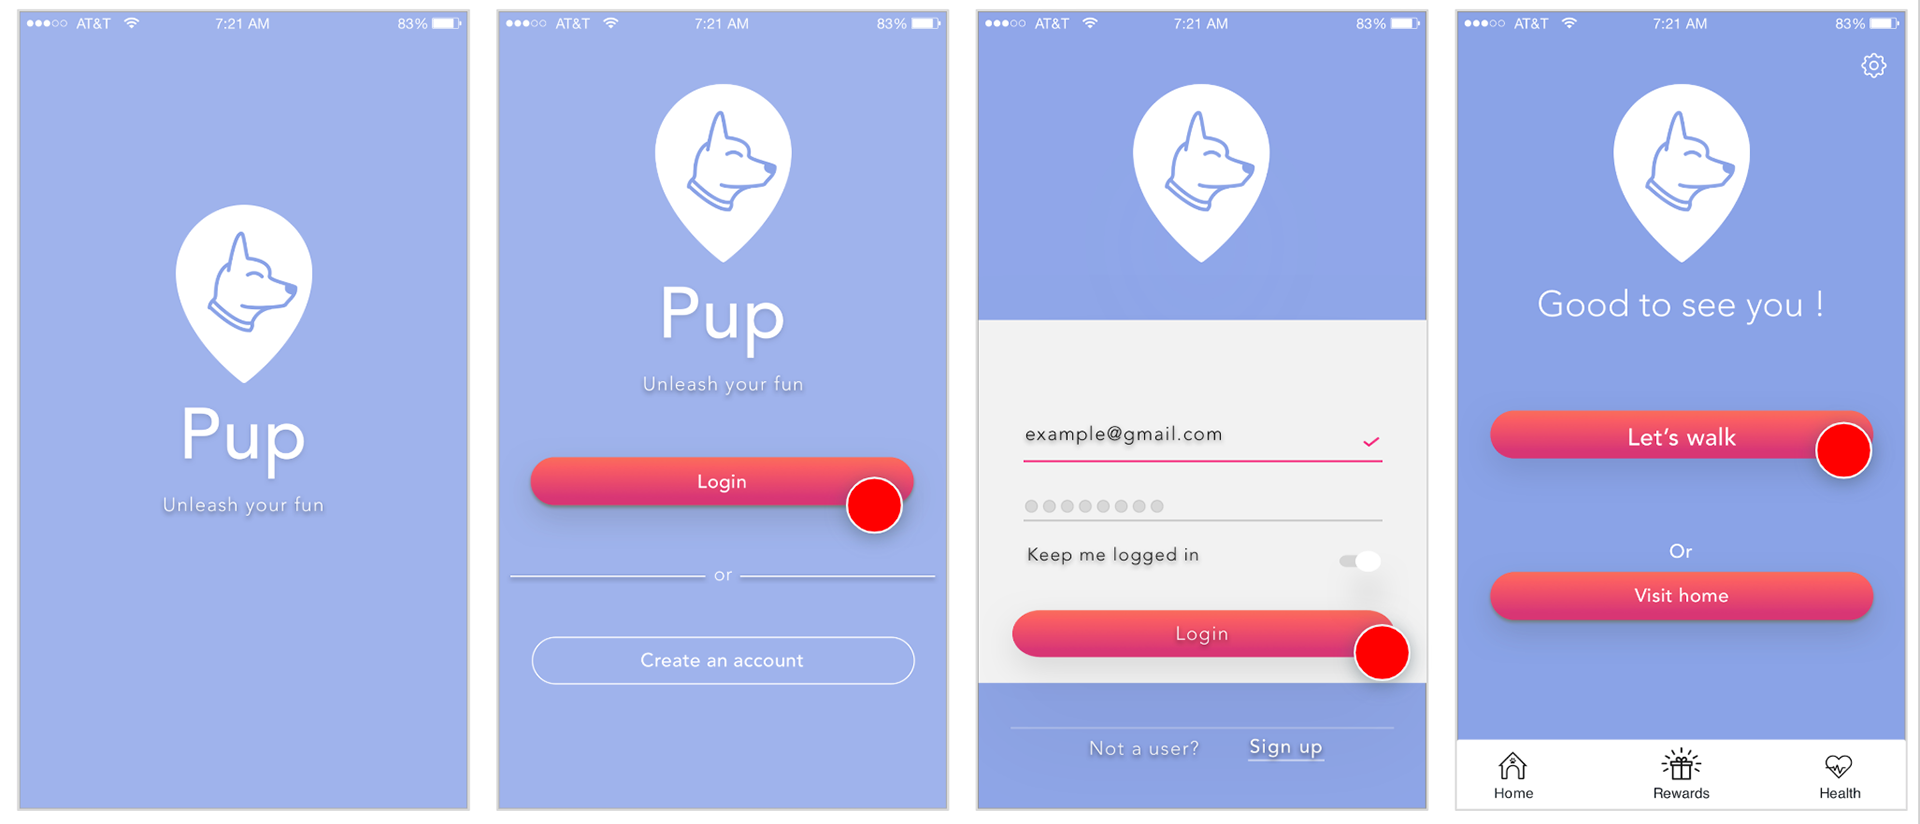 AT&T 7:21 AM 83%
Pup
Unleash your fun
AT&T 7:21 AM 83%
Pup
Unleash your fun
Login
or
Create an account
AT&T 7:21 AM 83%
example@gmail.com
Keep me logged in
Login
Not a user? Sign up
AT&T 7:21 AM 83%
Good to see you !
Let's walk
Or
Visit home
Home Rewards Health